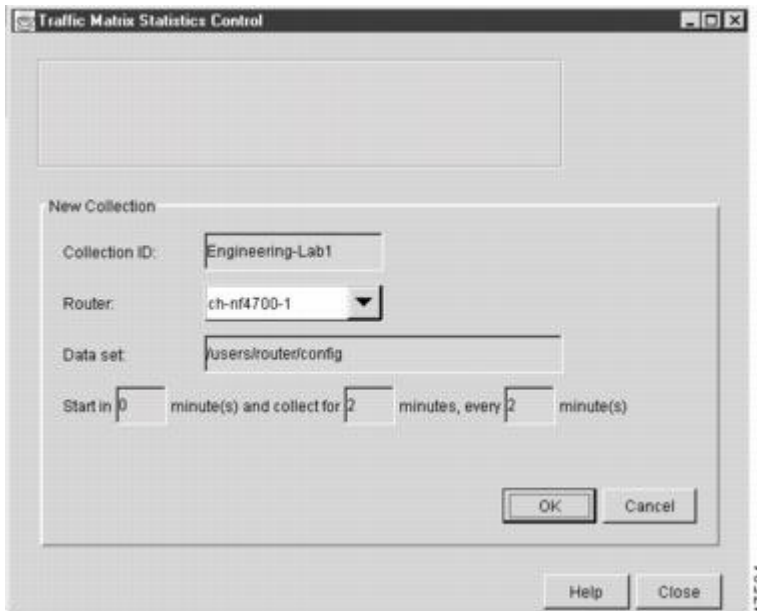 Traffic Matrix Statistics Control
New Collection
Collection ID: Engineering-Lab1
Router: ch-nf4700-1
Data set: /users/router/config
Start in 0 minute(s) and collect for 2 minutes, every 2 minute(s)
OK Cancel
Help Close